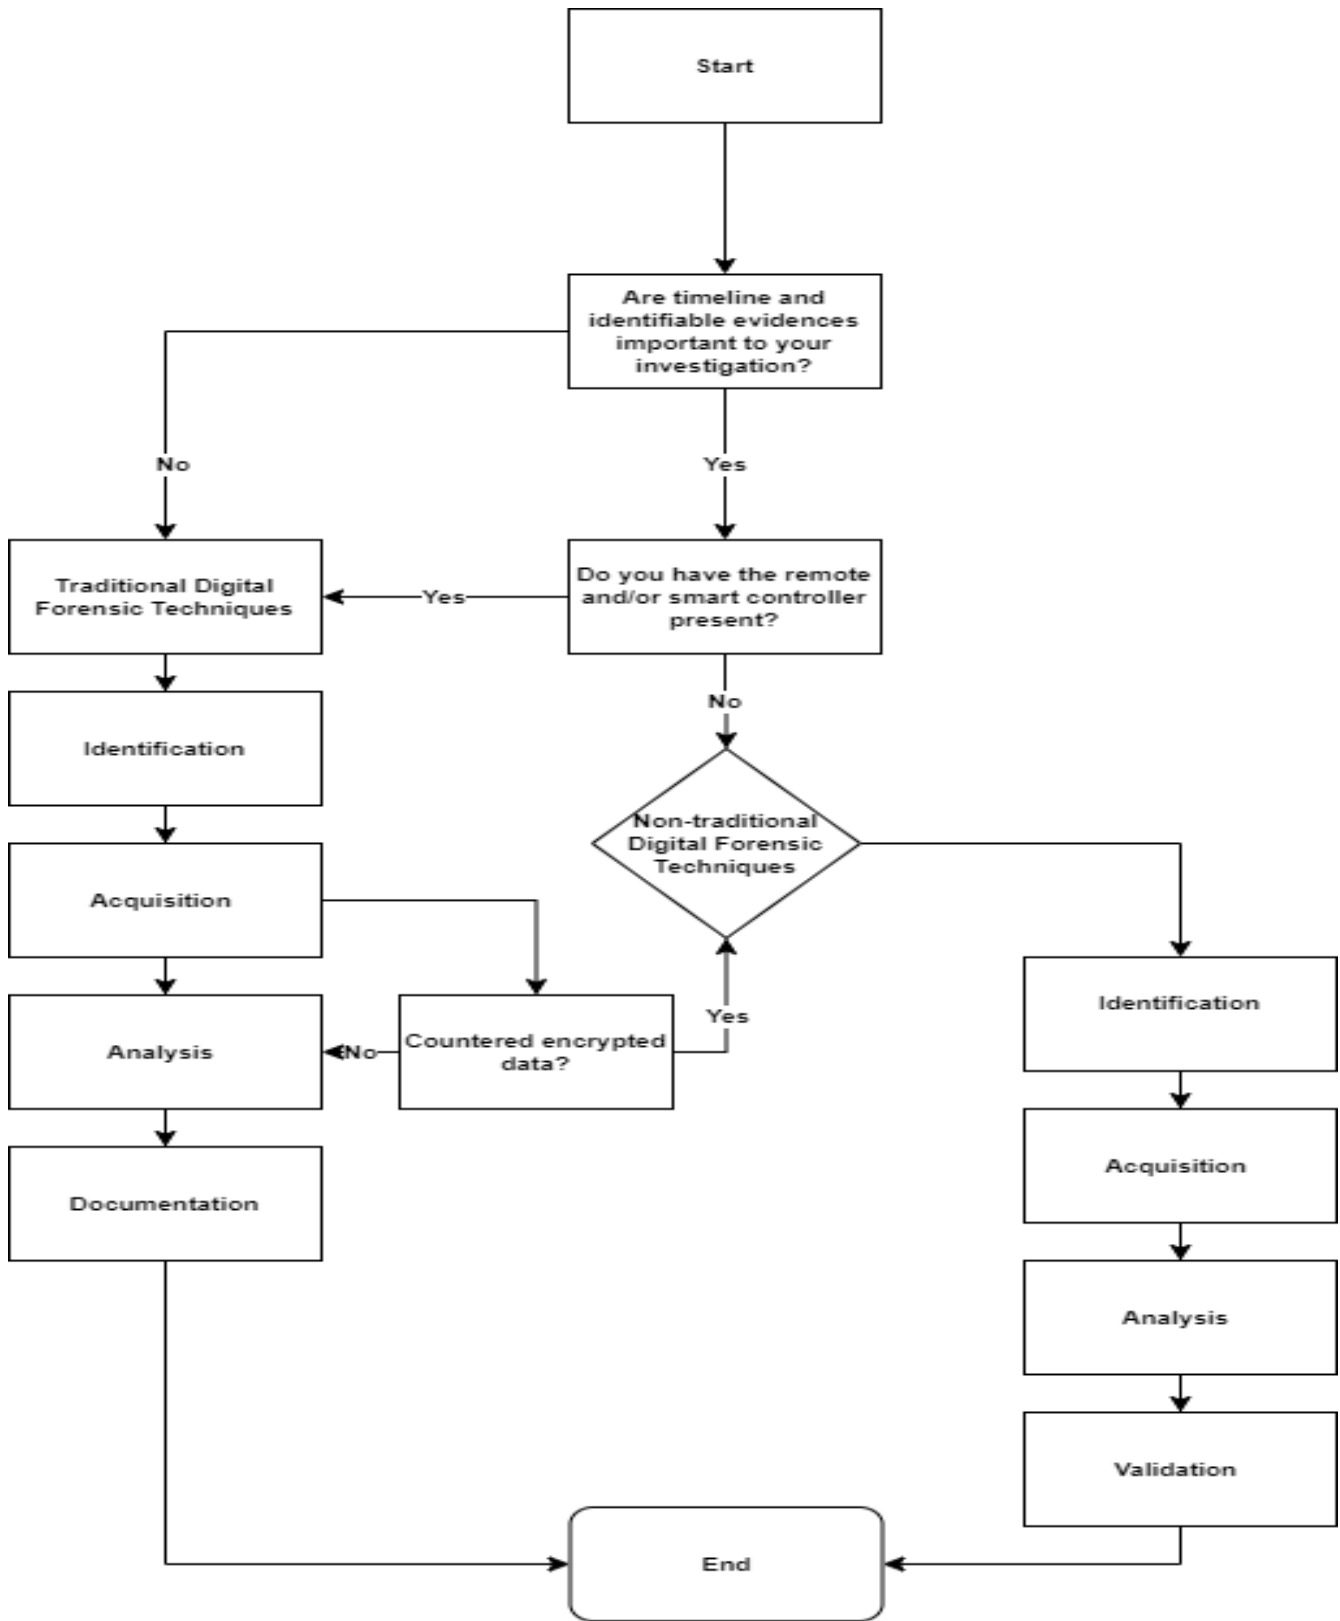 Start
Are timeline and
identifiable evidences
important to your
investigation?
No
Yes
Traditional Digital
Forensic Techniques
Yes
Do you have the remote
and/or smart controller
present?
No
Identification
Non-traditional
Digital Forensic
Techniques
Acquisition
Identification
Yes
Analysis
No
Countered encrypted
data?
Acquisition
Documentation
Analysis
Validation
End